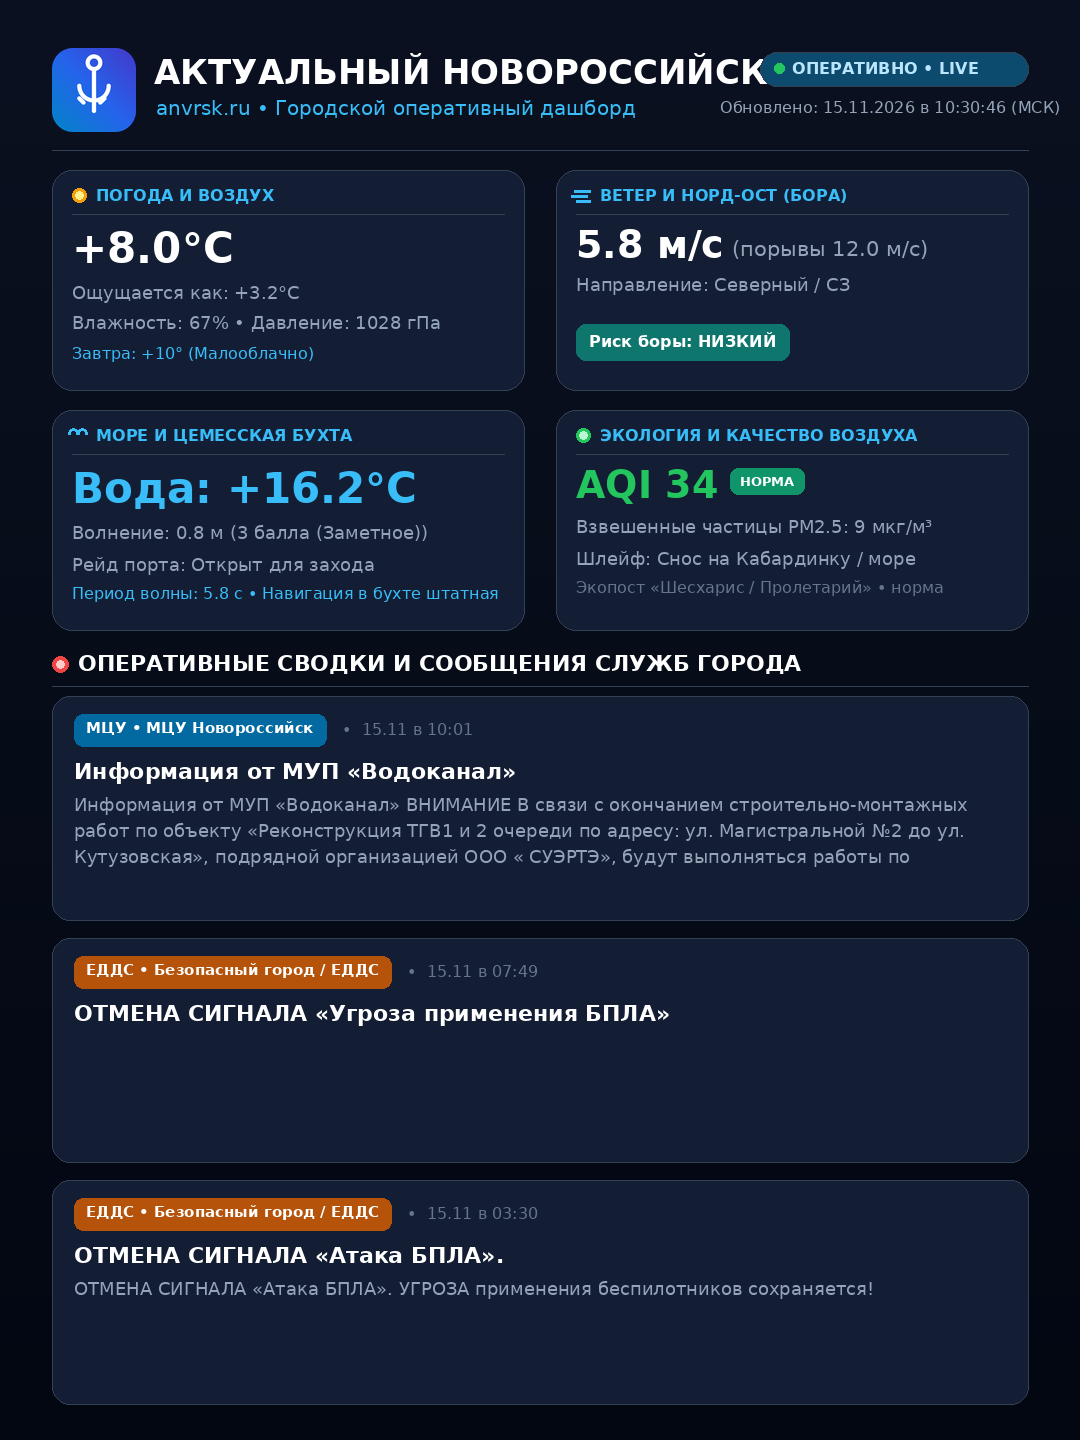 АКТУАЛЬНЫЙ НОВОРОССИЙСК
ОПЕРАТИВНО • LIVE
anvrsk.ru • Городской оперативный дашборд
Обновлено: 15.11.2026 в 10:30:46 (МСК)
ПОГОДА И ВОЗДУХ
+8.0°C
Ощущается как: +3.2°C
Влажность: 67% • Давление: 1028 гПа
Завтра: +10° (Малооблачно)
ВЕТЕР И НОРД-ОСТ (БОРА)
5.8 м/с (порывы 12.0 м/с)
Направление: Северный / СЗ
Риск боры: НИЗКИЙ
МОРЕ И ЦЕМЕССКАЯ БУХТА
Вода: +16.2°C
Волнение: 0.8 м (3 балла (Заметное))
Рейд порта: Открыт для захода
Период волны: 5.8 с • Навигация в бухте штатная
ЭКОЛОГИЯ И КАЧЕСТВО ВОЗДУХА
AQI 34 НОРМА
Взвешенные частицы PM2.5: 9 мкг/м³
Шлейф: Снос на Кабардинку / море
Экопост «Шесхарис / Пролетарий» • норма
ОПЕРАТИВНЫЕ СВОДКИ И СООБЩЕНИЯ СЛУЖБ ГОРОДА
МЦУ • МЦУ Новороссийск • 15.11 в 10:01
Информация от МУП «Водоканал»
Информация от МУП «Водоканал» ВНИМАНИЕ В связи с окончанием строительно-монтажных
работ по объекту «Реконструкция ТГВ1 и 2 очереди по адресу: ул. Магистральной №2 до ул.
Кутузовская», подрядной организацией ООО « СУЭРТЭ», будут выполняться работы по
ЕДДС • Безопасный город / ЕДДС • 15.11 в 07:49
ОТМЕНА СИГНАЛА «Угроза применения БПЛА»
ЕДДС • Безопасный город / ЕДДС • 15.11 в 03:30
ОТМЕНА СИГНАЛА «Атака БПЛА».
ОТМЕНА СИГНАЛА «Атака БПЛА». УГРОЗА применения беспилотников сохраняется!